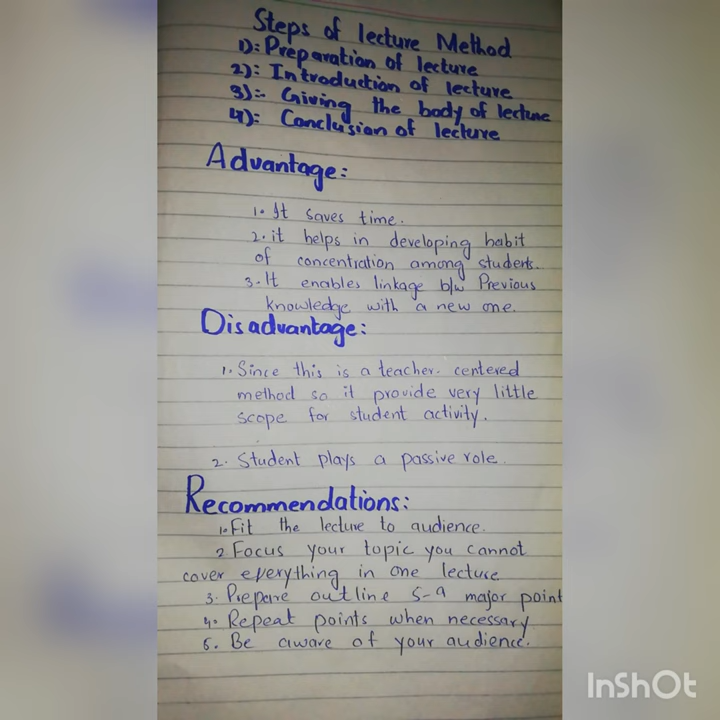 Steps of lecture Method
1):Preparation of lecture
2): Introduction of lecture
3):- Giving the body of lecture
4): Conclusion of lecture
Advantage:
1. It saves time.
2. it helps in developing habit
of concentration among students.
3. It enables linkage b/w Previous
knowledge with a new one.
Disadvantage:
1. Since this is a teacher. centered
method so it provide very little
scope for student activity.
2. Student plays a passive role.
Recommendations:
1. Fit the lecture to audience.
2 Focus your topic you cannot
cover everything in one lecture
3. Prepare outline 5-9 major point
4. Repeat points when necessary
5. Be aware of your audience.
InShOt